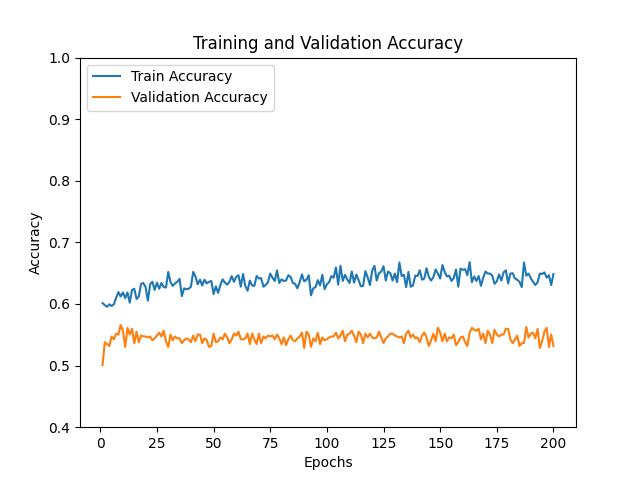 Training and Validation Accuracy
Train Accuracy
Validation Accuracy
1.0
0.9
0.8
0.7
0.6
0.5
0.4
Accuracy
0 25 50 75 100 125 150 175 200
Epochs